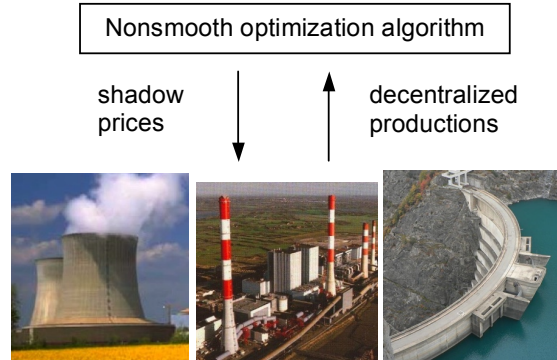 Nonsmooth optimization algorithm
shadow
prices
decentralized
productions